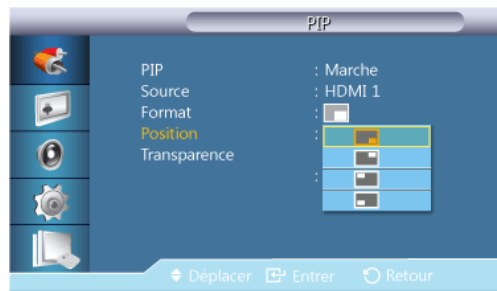 PIP
PIP : Marche
Source : HDMI 1
Format :
Position :
Transparence :
Déplacer Entrer Retour